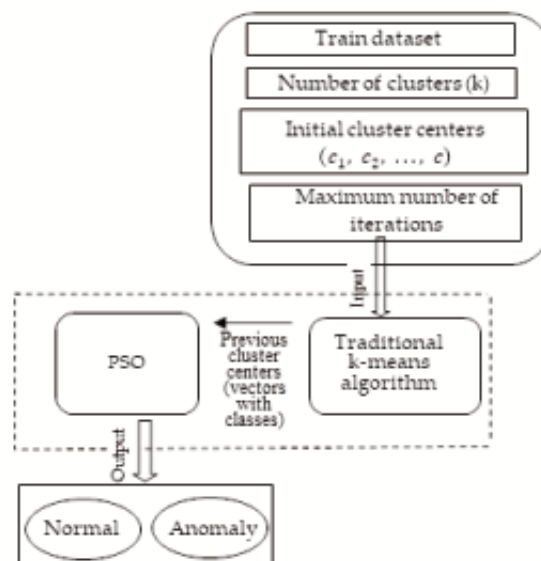 Train dataset
Number of clusters (k)
Initial cluster centers
(c₁, c₂, ..., c)
Maximum number of
iterations
Input
Traditional
k-means
algorithm
Previous
cluster
centers
(vectors
with
classes)
PSO
Output
Normal
Anomaly